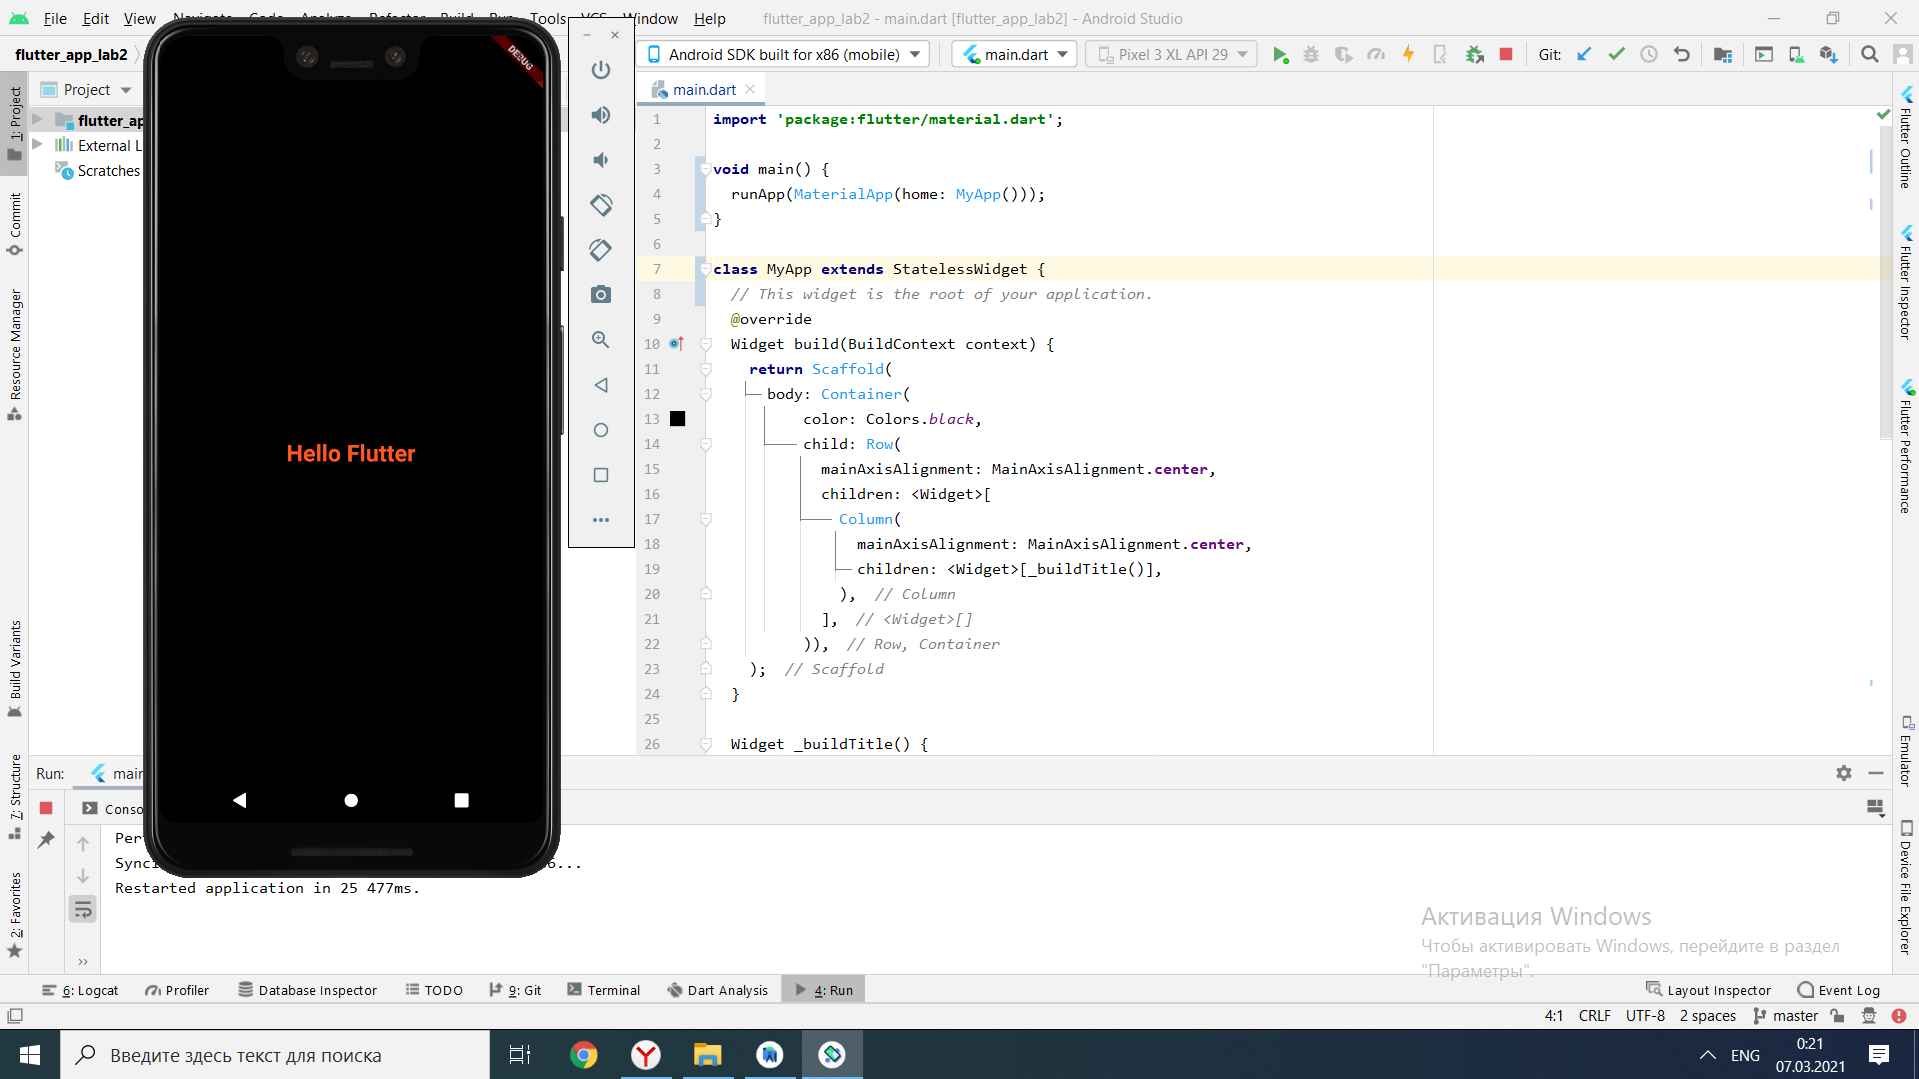 File Edit View Navigate Code Analyze Refactor Build Run Tools VCS Window Help flutter_app_lab2 - main.dart [flutter_app_lab2] - Android Studio
flutter_app_lab2 Android SDK built for x86 (mobile) main.dart Pixel 3 XL API 29 Git:
Project main.dart
DEBUG
flutter_ap
External L
Scratches
1: Project
Commit
Resource Manager
Build Variants
7: Structure
2: Favorites
Hello Flutter
1 import 'package:flutter/material.dart';
2
3 void main() {
4 runApp(MaterialApp(home: MyApp()));
5 }
6
7 class MyApp extends StatelessWidget {
8 // This widget is the root of your application.
9 @override
10 Widget build(BuildContext context) {
11 return Scaffold(
12 body: Container(
13 color: Colors.black,
14 child: Row(
15 mainAxisAlignment: MainAxisAlignment.center,
16 children: <Widget>[
17 Column(
18 mainAxisAlignment: MainAxisAlignment.center,
19 children: <Widget>[_buildTitle()],
20 ), // Column
21 ], // <Widget>[]
22 )), // Row, Container
23 ); // Scaffold
24 }
25
26 Widget _buildTitle() {
Flutter Outline
Flutter Inspector
Flutter Performance
Emulator
Device File Explorer
Run: main
Conso
Per
Synci 6...
Restarted application in 25 477ms.
Активация Windows
Чтобы активировать Windows, перейдите в раздел
"Параметры".
6: Logcat Profiler Database Inspector TODO 9: Git Terminal Dart Analysis 4: Run Layout Inspector Event Log
4:1 CRLF UTF-8 2 spaces master
Введите здесь текст для поиска ENG 0:21
07.03.2021